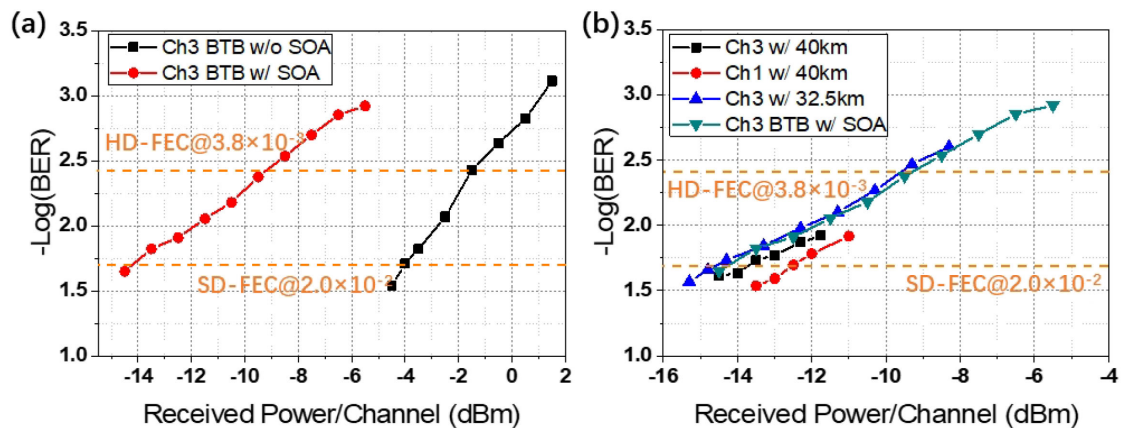 (a)
Ch3 BTB w/o SOA
Ch3 BTB w/ SOA
HD-FEC@3.8×10⁻³
SD-FEC@2.0×10⁻²
-Log(BER)
3.5
3.0
2.5
2.0
1.5
1.0
-14 -12 -10 -8 -6 -4 -2 0 2
Received Power/Channel (dBm)
(b)
Ch3 w/ 40km
Ch1 w/ 40km
Ch3 w/ 32.5km
Ch3 BTB w/ SOA
HD-FEC@3.8×10⁻³
SD-FEC@2.0×10⁻²
-Log(BER)
3.5
3.0
2.5
2.0
1.5
1.0
-16 -14 -12 -10 -8 -6 -4
Received Power/Channel (dBm)